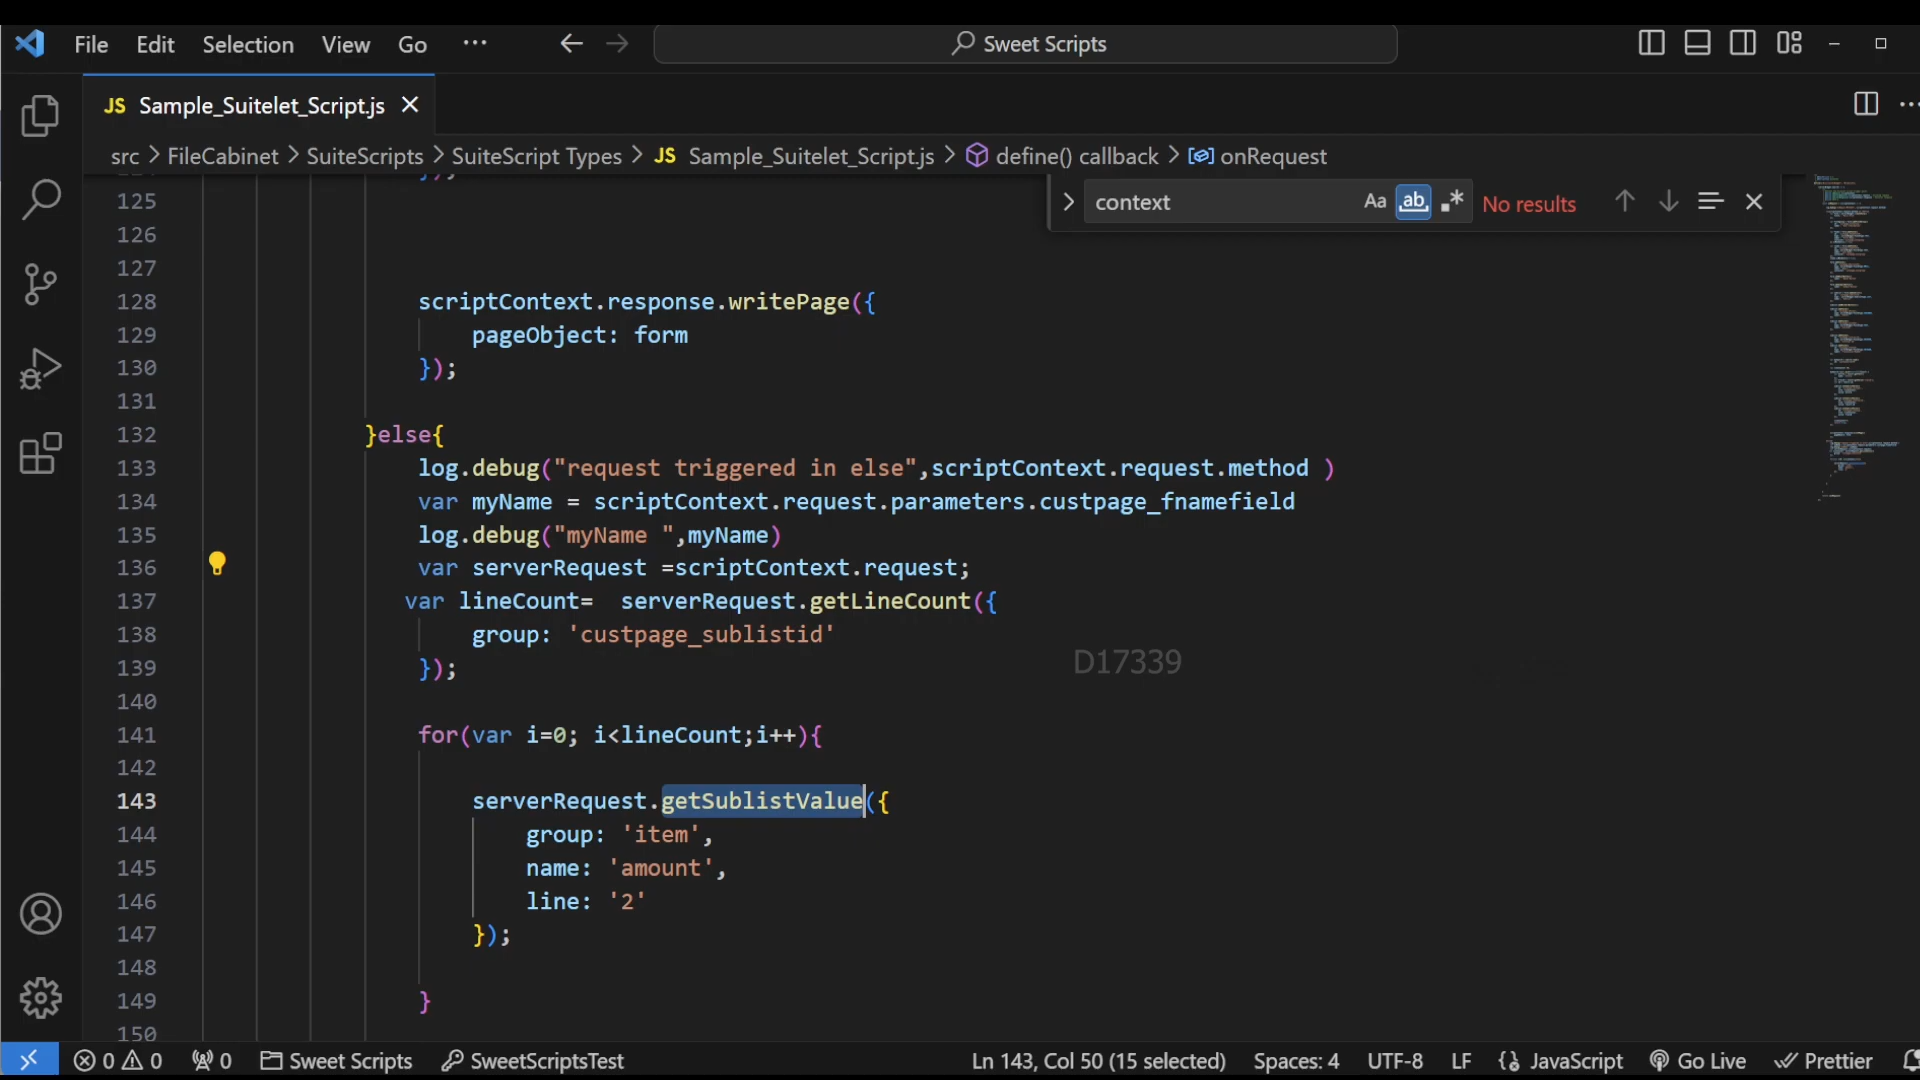 File Edit Selection View Go ... Sweet Scripts
JS Sample_Suitelet_Script.js
src > FileCabinet > SuiteScripts > SuiteScript Types > JS Sample_Suitelet_Script.js > define() callback > onRequest
context Aa ab .* No results
125
126
127
128 scriptContext.response.writePage({
129 pageObject: form
130 });
131
132 }else{
133 log.debug("request triggered in else",scriptContext.request.method )
134 var myName = scriptContext.request.parameters.custpage_fnamefield
135 log.debug("myName ",myName)
136 var serverRequest =scriptContext.request;
137 var lineCount=  serverRequest.getLineCount({
138 group: 'custpage_sublistid'
139 });
D17339
140
141 for(var i=0; i<lineCount;i++){
142
143 serverRequest.getSublistValue({
144 group: 'item',
145 name: 'amount',
146 line: '2'
147 });
148
149 }
150
0 0 0 Sweet Scripts SweetScriptsTest Ln 143, Col 50 (15 selected) Spaces: 4 UTF-8 LF {} JavaScript Go Live Prettier